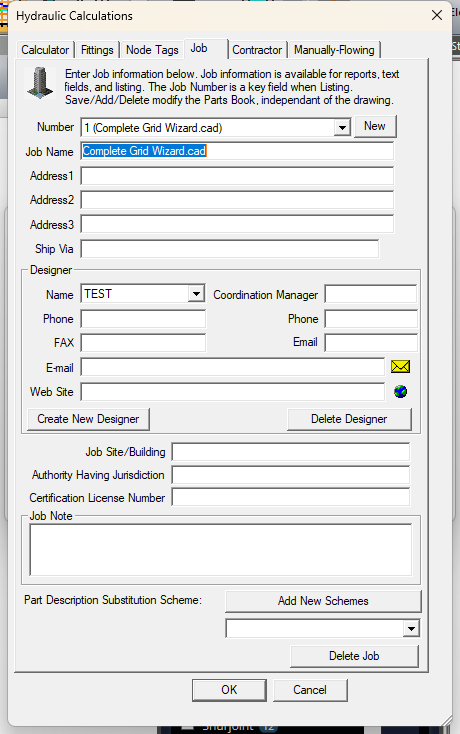 Hydraulic Calculations
Calculator Fittings Node Tags Job Contractor Manually-Flowing
Enter Job information below. Job information is available for reports, text
fields, and listing. The Job Number is a key field when Listing.
Save/Add/Delete modify the Parts Book, independant of the drawing.
Number 1 (Complete Grid Wizard.cad) New
Job Name Complete Grid Wizard.cad
Address1
Address2
Address3
Ship Via
Designer
Name TEST Coordination Manager
Phone Phone
FAX Email
E-mail
Web Site
Create New Designer Delete Designer
Job Site/Building
Authority Having Jurisdiction
Certification License Number
Job Note
Part Description Substitution Scheme: Add New Schemes
Delete Job
OK Cancel
12